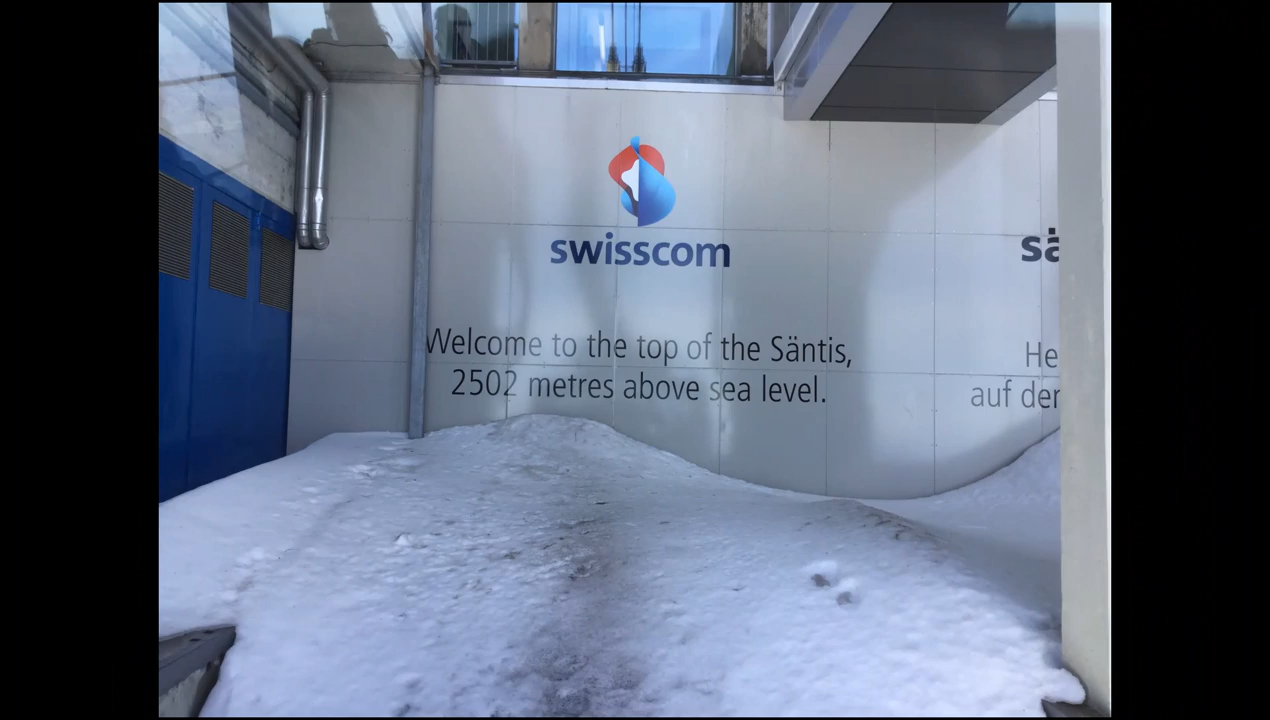 swisscom
Welcome to the top of the Säntis,
2502 metres above sea level.
sä
He
auf der